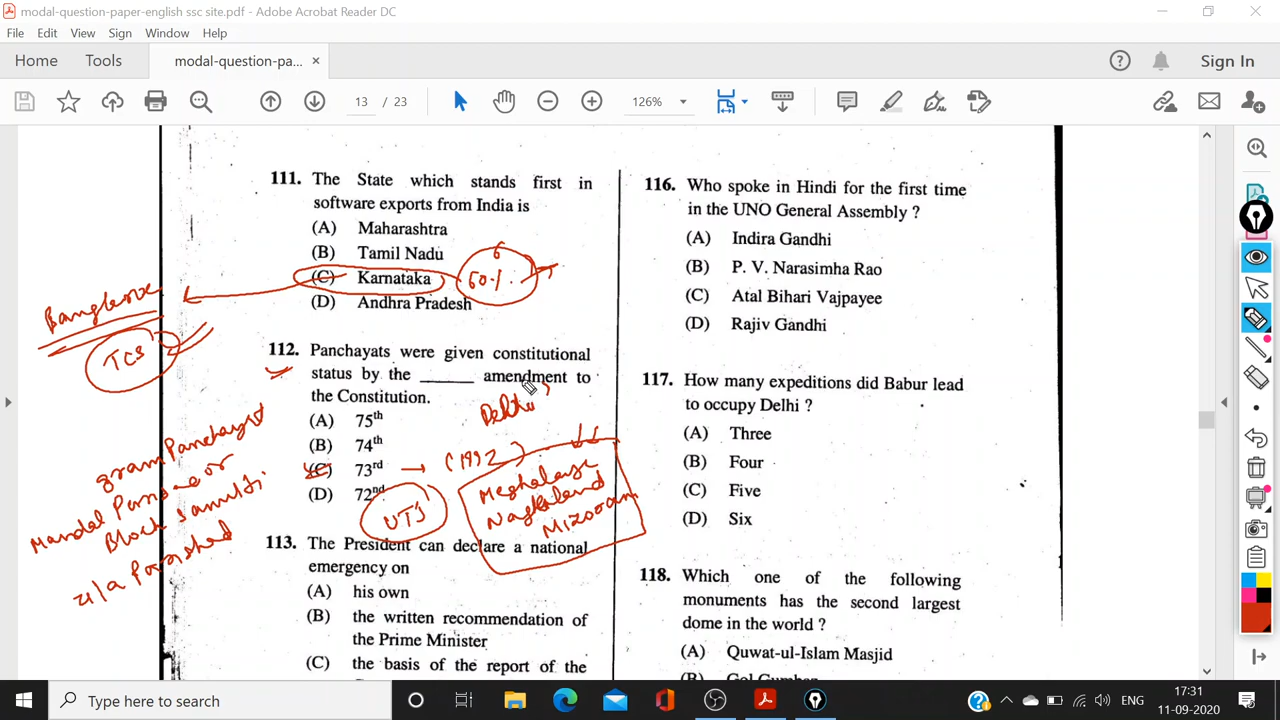 modal-question-paper-english ssc site.pdf - Adobe Acrobat Reader DC
File Edit View Sign Window Help
Home Tools modal-question-pa... × Sign In
13 / 23 126%
111. The State which stands first in
software exports from India is
(A) Maharashtra
(B) Tamil Nadu
(C) Karnataka 60%.
(D) Andhra Pradesh
Banglerore
TCS
112. Panchayats were given constitutional
status by the ______ amendment to
the Constitution.
(A) 75th
(B) 74th
(C) 73rd → (1992)
(D) 72nd
Delhi
UTs
Meghalaya
Nagaland
Mizoram
gram Panchayat
Mandal or
Block samithi
113. The President can declare a national
emergency on
(A) his own
(B) the written recommendation of
the Prime Minister
(C) the basis of the report of the
116. Who spoke in Hindi for the first time
in the UNO General Assembly ?
(A) Indira Gandhi
(B) P. V. Narasimha Rao
(C) Atal Bihari Vajpayee
(D) Rajiv Gandhi
117. How many expeditions did Babur lead
to occupy Delhi ?
(A) Three
(B) Four
(C) Five
(D) Six
118. Which one of the following
monuments has the second largest
dome in the world ?
(A) Quwat-ul-Islam Masjid
(B) Gol Gumbaz
Type here to search
ENG
17:31
11-09-2020